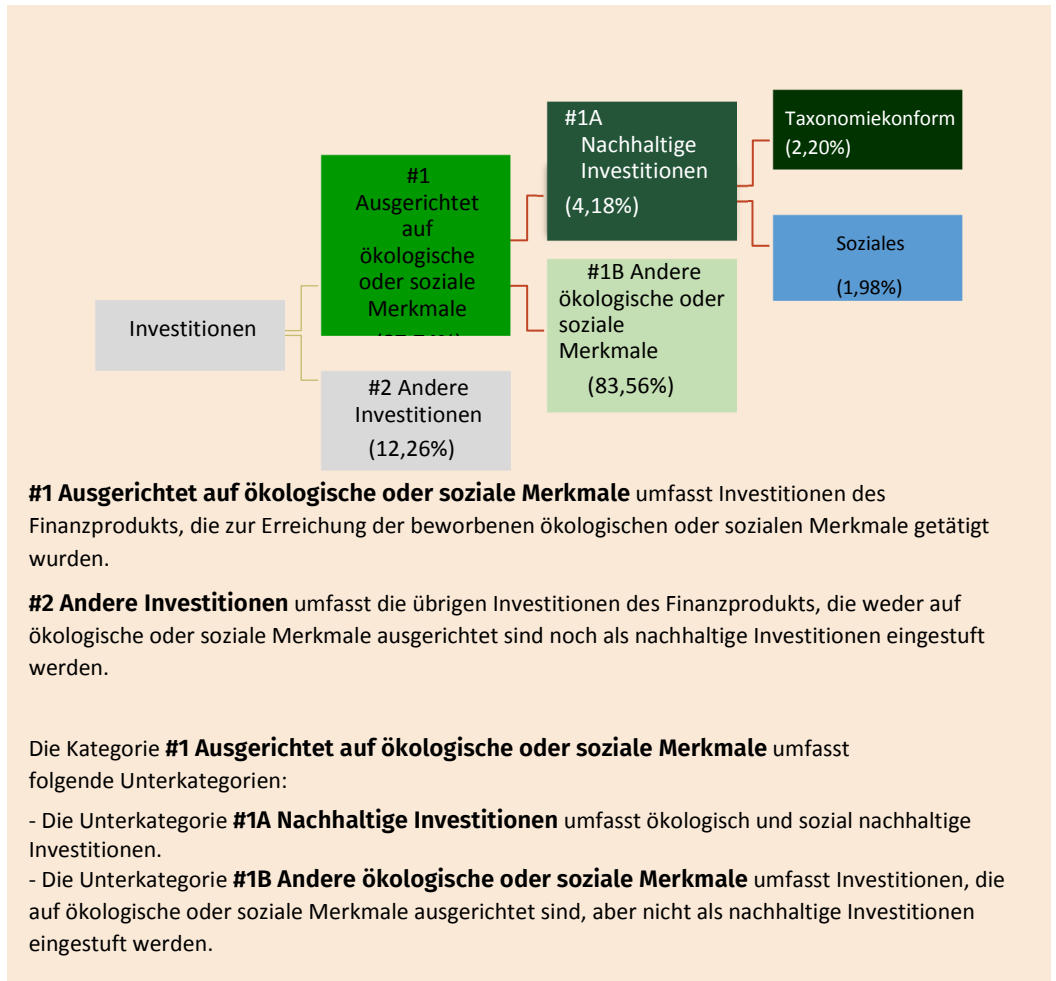 #1A
Nachhaltige
Investitionen
(4,18%)
Taxonomiekonform
(2,20%)
#1
Ausgerichtet
auf
ökologische
oder soziale
Merkmale
Soziales
(1,98%)
#1B Andere
ökologische oder
soziale
Merkmale
(83,56%)
Investitionen
#2 Andere
Investitionen
(12,26%)
#1 Ausgerichtet auf ökologische oder soziale Merkmale umfasst Investitionen des
Finanzprodukts, die zur Erreichung der beworbenen ökologischen oder sozialen Merkmale getätigt
wurden.
#2 Andere Investitionen umfasst die übrigen Investitionen des Finanzprodukts, die weder auf
ökologische oder soziale Merkmale ausgerichtet sind noch als nachhaltige Investitionen eingestuft
werden.
Die Kategorie #1 Ausgerichtet auf ökologische oder soziale Merkmale umfasst
folgende Unterkategorien:
- Die Unterkategorie #1A Nachhaltige Investitionen umfasst ökologisch und sozial nachhaltige
Investitionen.
- Die Unterkategorie #1B Andere ökologische oder soziale Merkmale umfasst Investitionen, die
auf ökologische oder soziale Merkmale ausgerichtet sind, aber nicht als nachhaltige Investitionen
eingestuft werden.